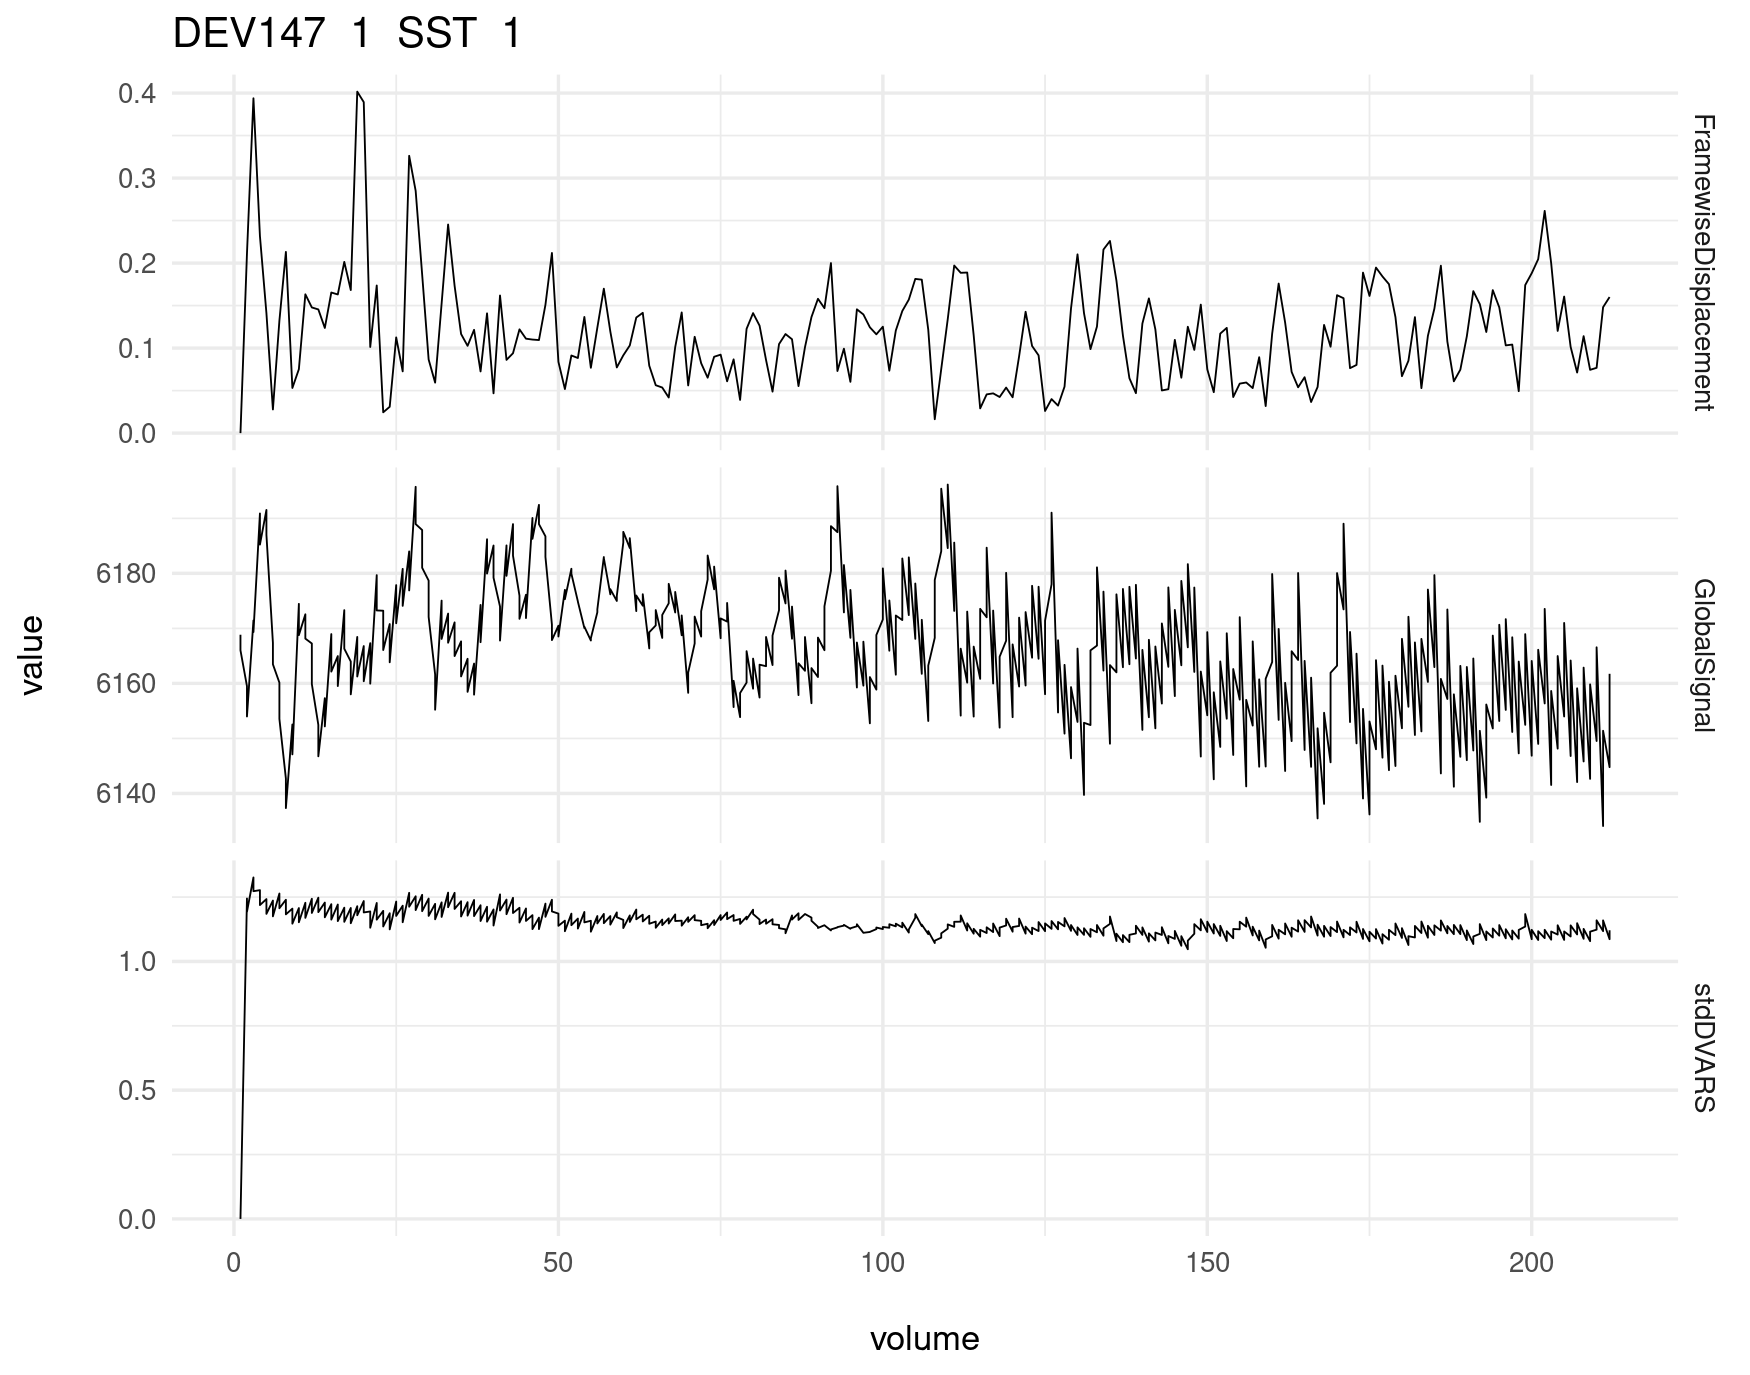 DEV147 1 SST 1
0.4
0.3
0.2
0.1
0.0
FramewiseDisplacement
6180
6160
6140
GlobalSignal
value
1.0
0.5
0.0
stdDVARS
0 50 100 150 200
volume